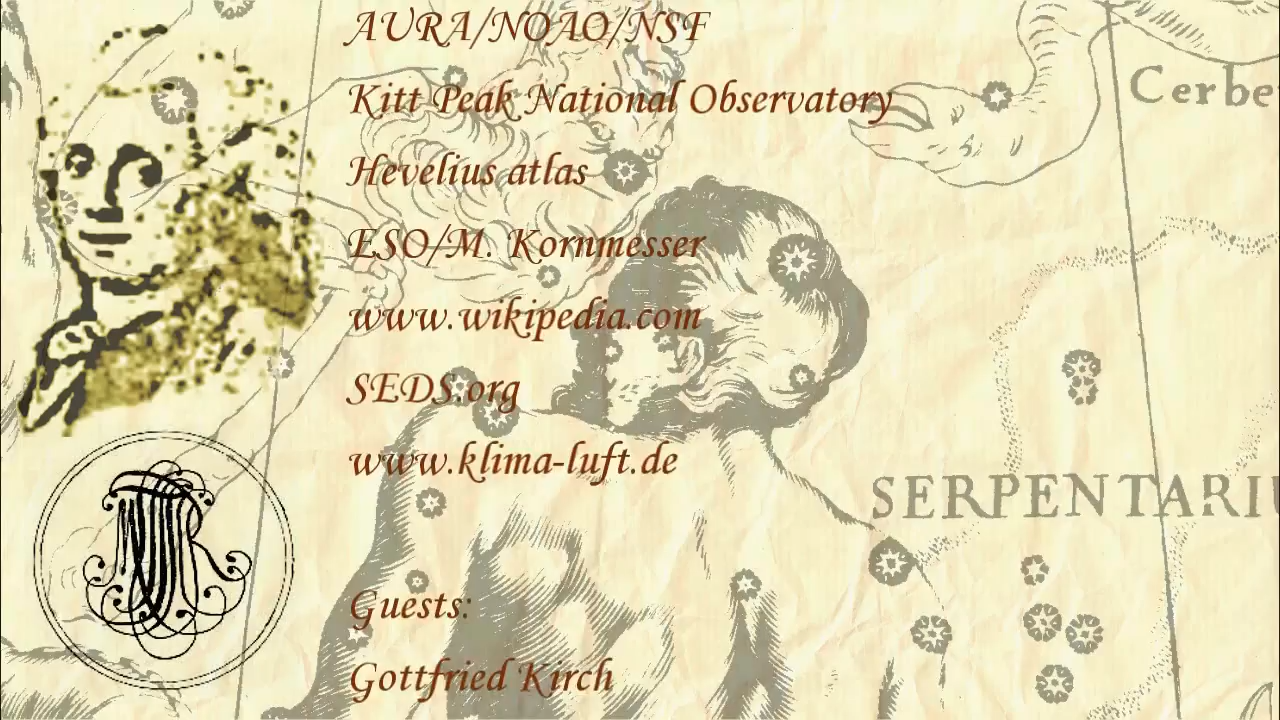 AURA/NOAO/NSF
Kitt Peak National Observatory
Cerbe
Hevelius atlas
ESO/M. Kornmesser
www.wikipedia.com
SEDS.org
www.klima-luft.de
SERPENTARIU
Guests:
Gottfried Kirch